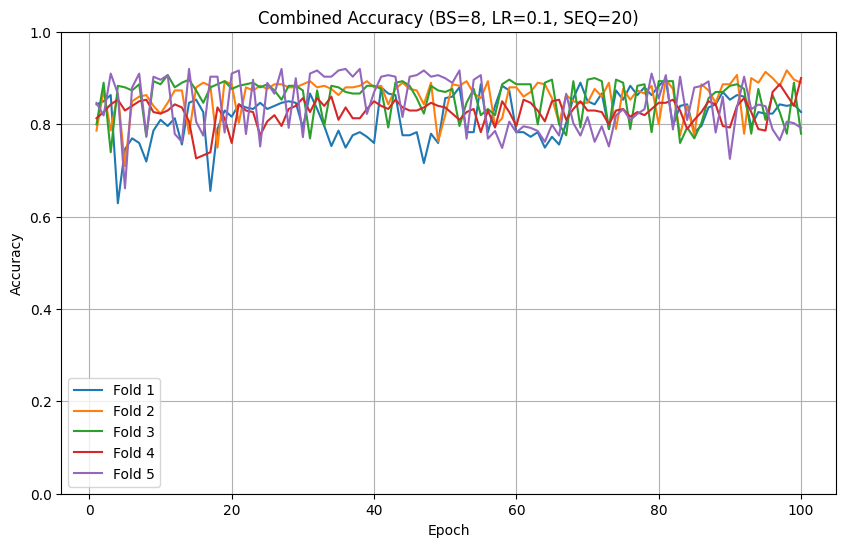 Combined Accuracy (BS=8, LR=0.1, SEQ=20)
Accuracy
1.0
0.8
0.6
0.4
0.2
0.0
Fold 1
Fold 2
Fold 3
Fold 4
Fold 5
0 20 40 60 80 100
Epoch